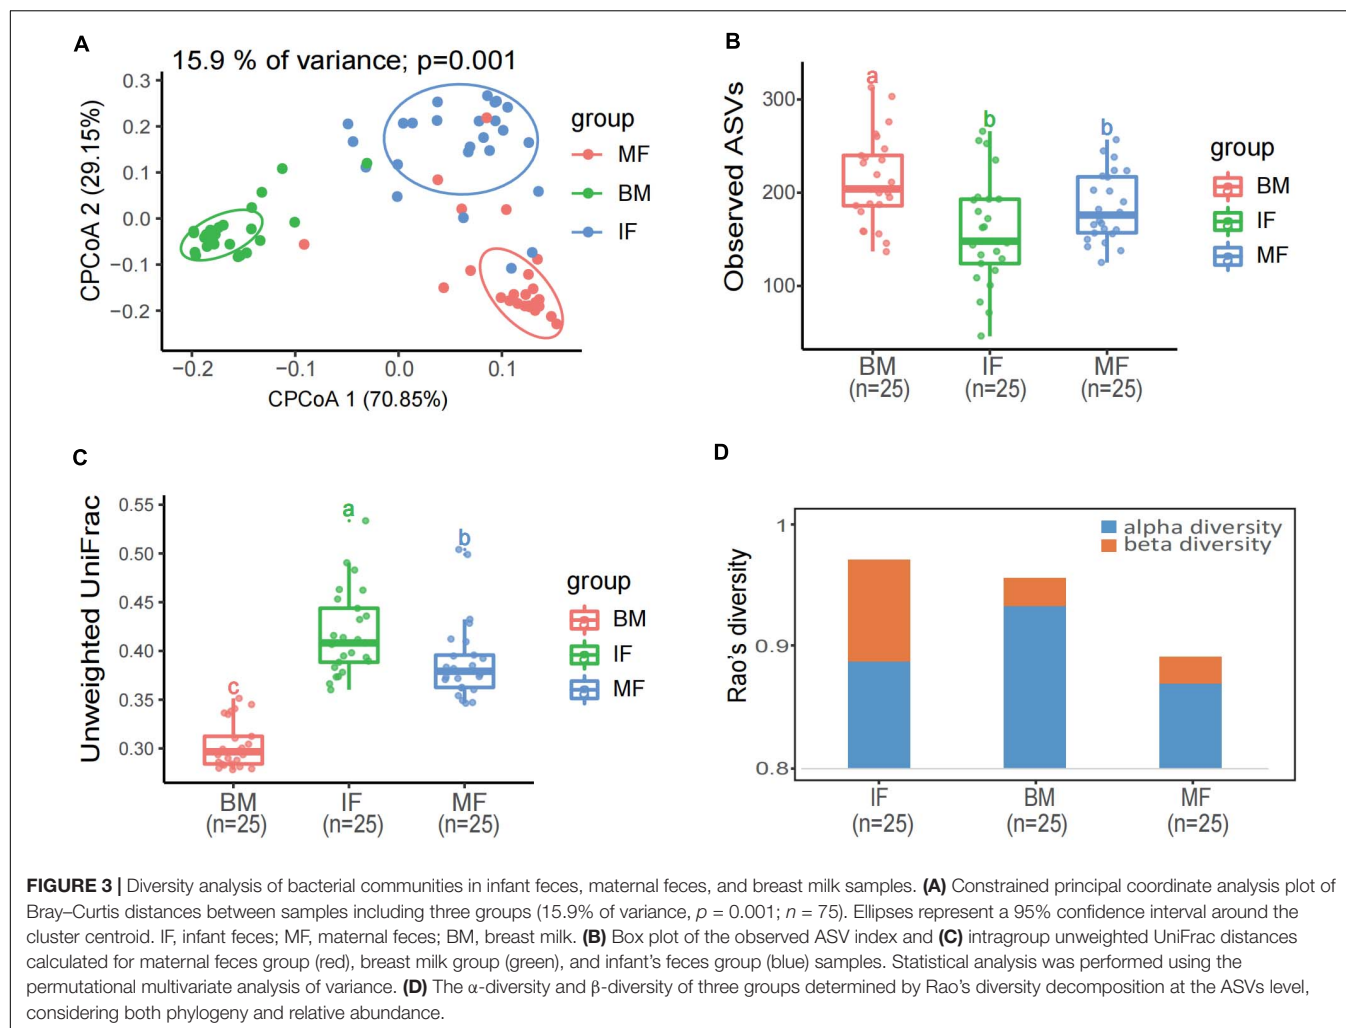 A
15.9 % of variance; p=0.001
CPCoA 2 (29.15%)
0.3
0.2
0.1
0.0
−0.1
−0.2
−0.2
−0.1
0.0
0.1
CPCoA 1 (70.85%)
group
MF
BM
IF
B
Observed ASVs
300
200
100
a
b
b
BM
(n=25)
IF
(n=25)
MF
(n=25)
group
BM
IF
MF
C
Unweighted UniFrac
0.55
0.50
0.45
0.40
0.35
0.30
c
a
b
BM
(n=25)
IF
(n=25)
MF
(n=25)
group
BM
IF
MF
D
Rao's diversity
1
0.9
0.8
alpha diversity
beta diversity
IF
(n=25)
BM
(n=25)
MF
(n=25)
FIGURE 3 | Diversity analysis of bacterial communities in infant feces, maternal feces, and breast milk samples. (A) Constrained principal coordinate analysis plot of
Bray–Curtis distances between samples including three groups (15.9% of variance, p = 0.001; n = 75). Ellipses represent a 95% confidence interval around the
cluster centroid. IF, infant feces; MF, maternal feces; BM, breast milk. (B) Box plot of the observed ASV index and (C) intragroup unweighted UniFrac distances
calculated for maternal feces group (red), breast milk group (green), and infant's feces group (blue) samples. Statistical analysis was performed using the
permutational multivariate analysis of variance. (D) The α-diversity and β-diversity of three groups determined by Rao's diversity decomposition at the ASVs level,
considering both phylogeny and relative abundance.